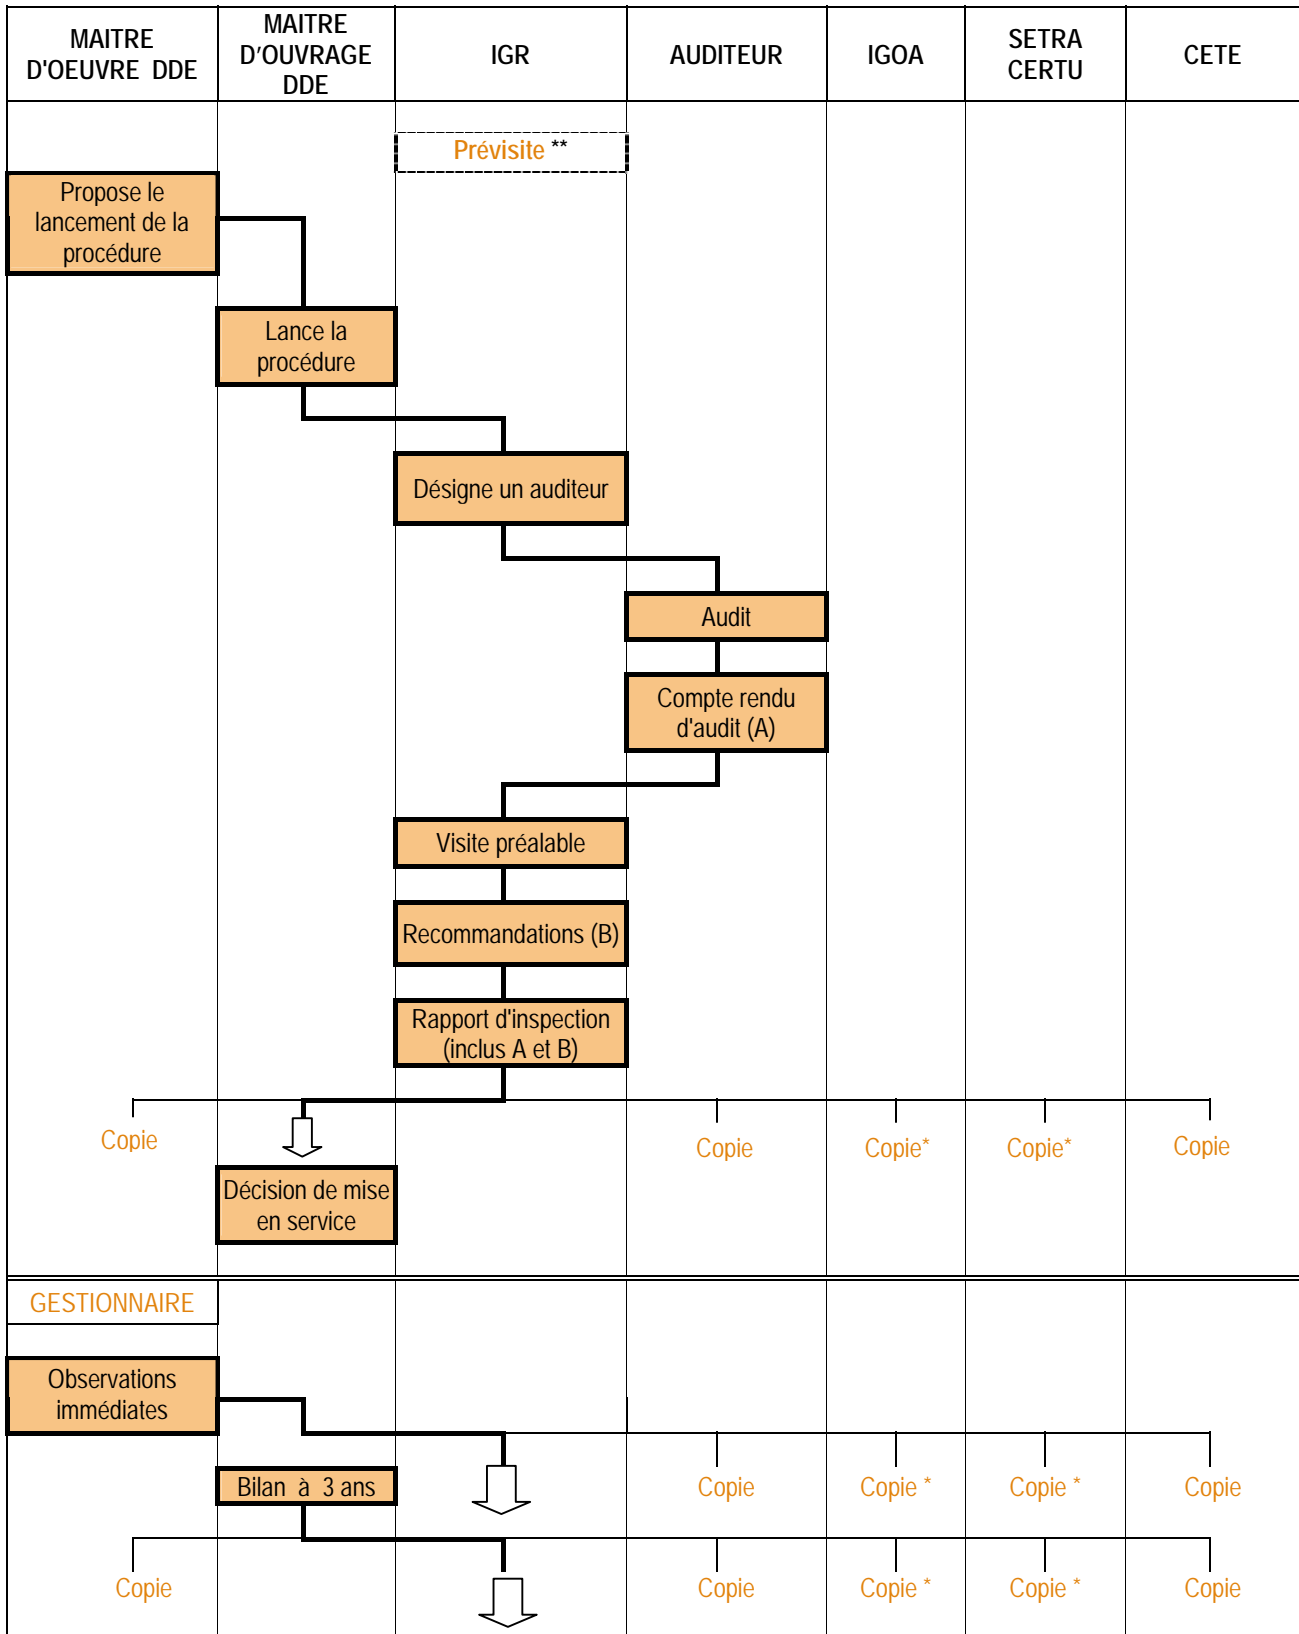 MAITRE
D'OEUVRE DDE
MAITRE
D'OUVRAGE
DDE
IGR
AUDITEUR
IGOA
SETRA
CERTU
CETE
Prévisite **
Propose le
lancement de la
procédure
Lance la
procédure
Désigne un auditeur
Audit
Compte rendu
d'audit (A)
Visite préalable
Recommandations (B)
Rapport d'inspection
(inclus A et B)
Copie
Copie
Copie*
Copie*
Copie
Décision de mise
en service
GESTIONNAIRE
Observations
immédiates
Bilan à 3 ans
Copie
Copie *
Copie *
Copie
Copie
Copie
Copie *
Copie *
Copie